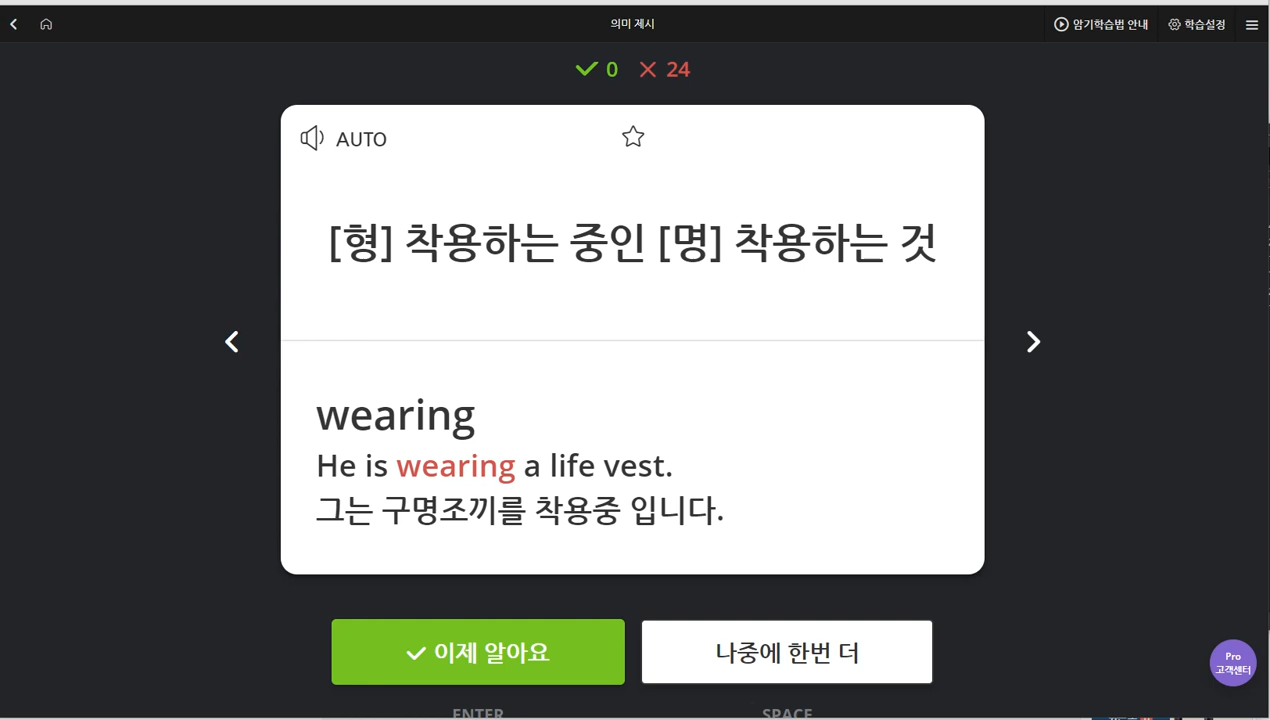 의미 제시
암기학습법 안내
학습설정
0
24
AUTO
[형] 착용하는 중인 [명] 착용하는 것
wearing
He is wearing a life vest.
그는 구명조끼를 착용중 입니다.
이제 알아요
나중에 한번 더
Pro
고객센터
ENTER
SPACE